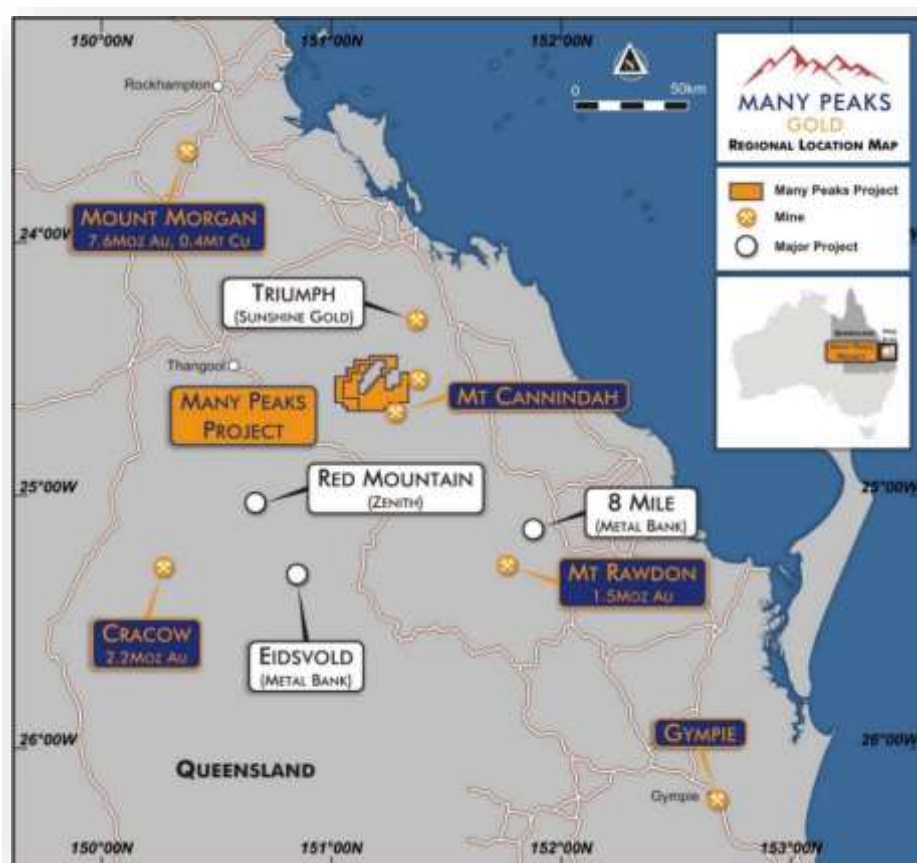 150°00N
151°00N
152°00N
Rockhampton
N
0
50km
MANY PEAKS
GOLD
REGIONAL LOCATION MAP
Many Peaks Project
Mine
Major Project
MOUNT MORGAN
7.6MOZ AU, 0.4MT CU
24°00W
TRIUMPH
(SUNSHINE GOLD)
Thangool
MANY PEAKS
PROJECT
MT CANNINDAH
QUEENSLAND
MANY PEAKS
PROJECT
25°00W
25°00W
RED MOUNTAIN
(ZENITH)
8 MILE
(METAL BANK)
MT RAWDON
1.5MOZ AU
CRACOW
2.2MOZ AU
EIDSVOLD
(METAL BANK)
26°00W
26°00W
GYMPIE
QUEENSLAND
Gympie
150°00N
151°00N
152°00N
153°00N